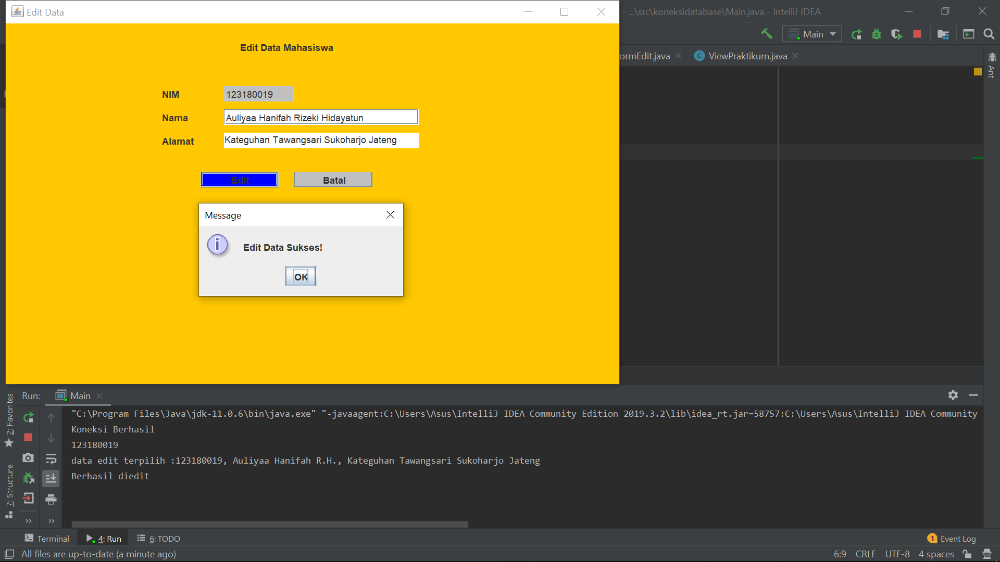 Edit Data
- ...\src\koneksidatabase\Main.java - IntelliJ IDEA
Main
ormEdit.java
C ViewPraktikum.java
Ant
Edit Data Mahasiswa
NIM 123180019
Nama Auliyaa Hanifah Rizeki Hidayatun
Alamat Kateguhan Tawangsari Sukoharjo Jateng
Edit Batal
Message
i Edit Data Sukses!
OK
2: Favorites
7: Structure
Run: Main
"C:\Program Files\Java\jdk-11.0.6\bin\java.exe" "-javaagent:C:\Users\Asus\IntelliJ IDEA Community Edition 2019.3.2\lib\idea_rt.jar=58757:C:\Users\Asus\IntelliJ IDEA Community
Koneksi Berhasil
123180019
data edit terpilih :123180019, Auliyaa Hanifah R.H., Kateguhan Tawangsari Sukoharjo Jateng
Berhasil diedit
Terminal 4: Run 6: TODO 1 Event Log
All files are up-to-date (a minute ago) 6:9 CRLF UTF-8 4 spaces